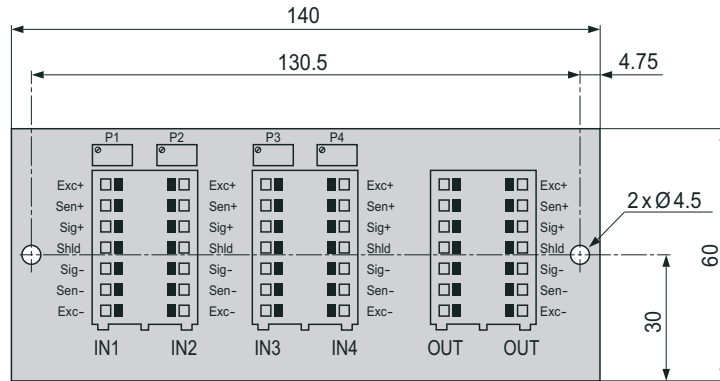 140
130.5 4.75
P1 P2 P3 P4
Exc+ Exc+ Exc+ Exc+
Sen+ Sen+ Sen+ Sen+
Sig+ Sig+ Sig+ Sig+
2xØ4.5
Shld Shld Shld Shld
60
Sig- Sig- Sig- Sig-
Sen- Sen- Sen- Sen-
30
Exc- Exc- Exc- Exc-
IN1 IN2 IN3 IN4 OUT OUT